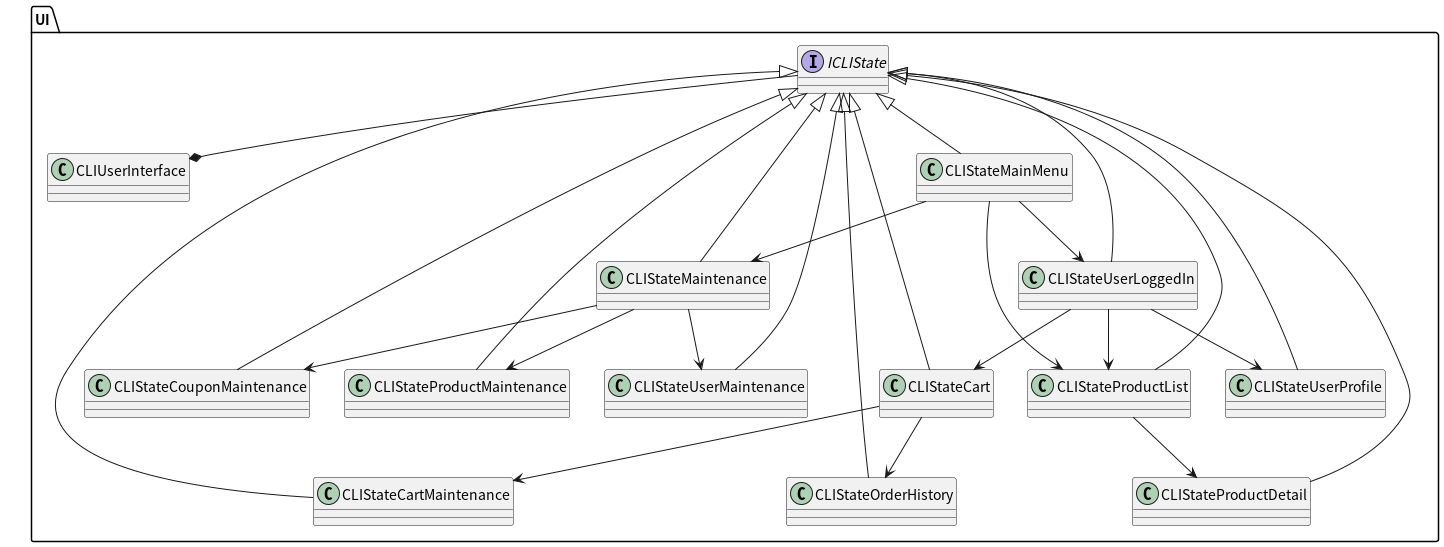 UI
I ICLIState
C CLIUserInterface
C CLIStateMainMenu
C CLIStateMaintenance
C CLIStateUserLoggedIn
C CLIStateCouponMaintenance
C CLIStateProductMaintenance
C CLIStateUserMaintenance
C CLIStateCart
C CLIStateProductList
C CLIStateUserProfile
C CLIStateCartMaintenance
C CLIStateOrderHistory
C CLIStateProductDetail